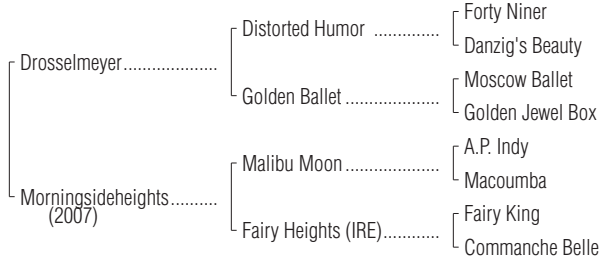 Forty Niner
Distorted Humor ..............
Danzig's Beauty
Drosselmeyer....................
Moscow Ballet
Golden Ballet ....................
Golden Jewel Box
A.P. Indy
Malibu Moon....................
Macoumba
Morningsideheights..........
(2007)
Fairy King
Fairy Heights (IRE)............
Commanche Belle